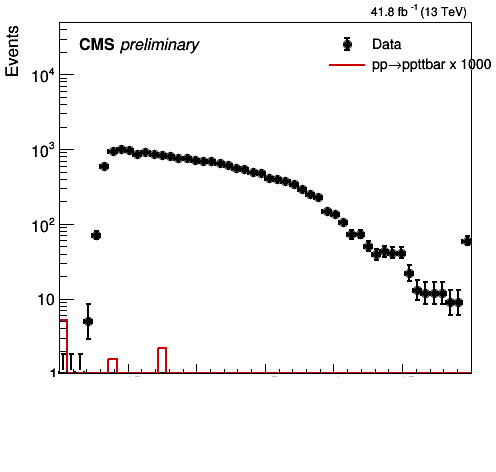 41.8 fb⁻¹ (13 TeV)
Events
CMS preliminary
Data
pp→ppttbar x 1000
10⁴
10³
10²
10
1